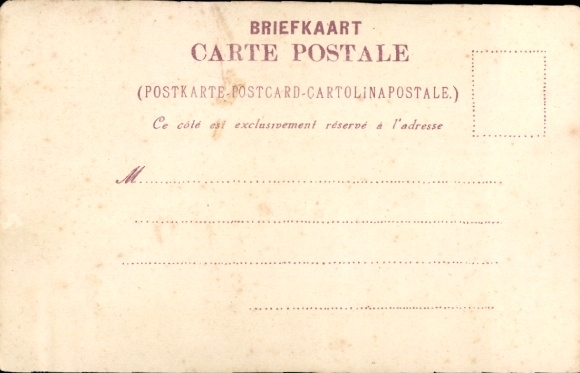 BRIEFKAART
CARTE POSTALE
(POSTKARTE-POSTCARD-CARTOLINAPOSTALE.)
Ce côté est exclusivement réservé à l'adresse
M